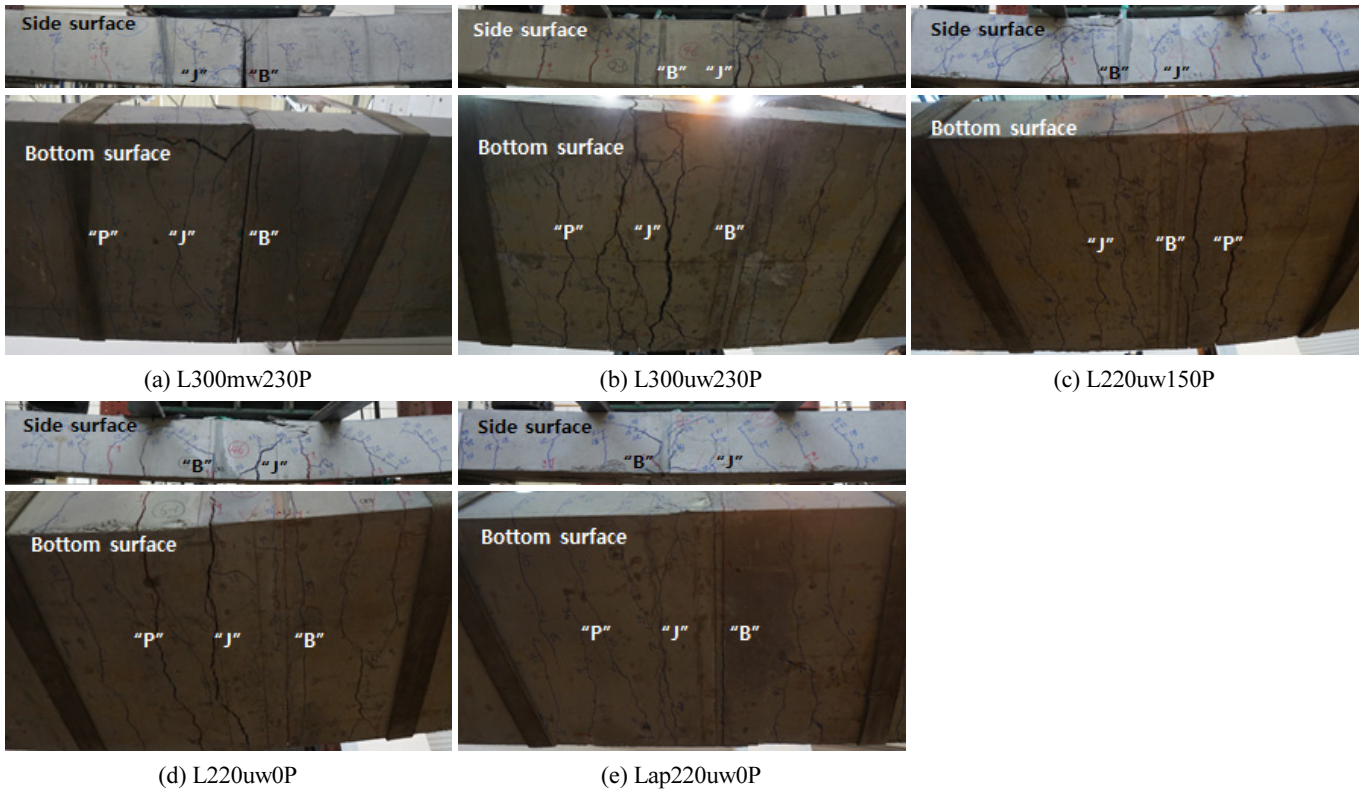 Side surface
"J" "B"
Bottom surface
"P" "J" "B"
(a) L300mw230P
Side surface
"B" "J"
Bottom surface
"P" "J" "B"
(b) L300uw230P
Side surface
"B" "J"
Bottom surface
"J" "B" "P"
(c) L220uw150P
Side surface
"B" "J"
Bottom surface
"P" "J" "B"
(d) L220uw0P
Side surface
"B" "J"
Bottom surface
"P" "J" "B"
(e) Lap220uw0P